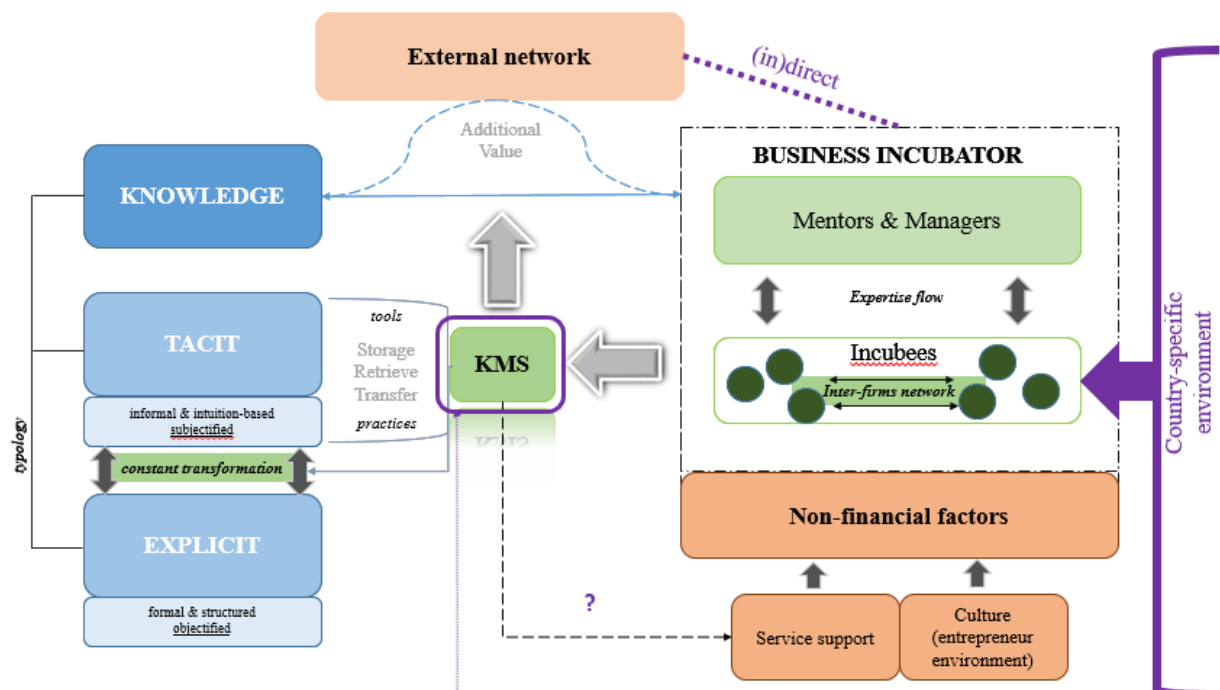 External network
(in)direct
Additional
Value
BUSINESS INCUBATOR
KNOWLEDGE
Mentors & Managers
Expertise flow
TACIT
tools
Storage
Retrieve
Transfer
practices
KMS
Incubees
Inter-firms network
Country-specific
environment
informal & intuition-based
subjectified
typology
constant transformation
EXPLICIT
Non-financial factors
formal & structured
objectified
?
Service support
Culture
(entrepreneur
environment)